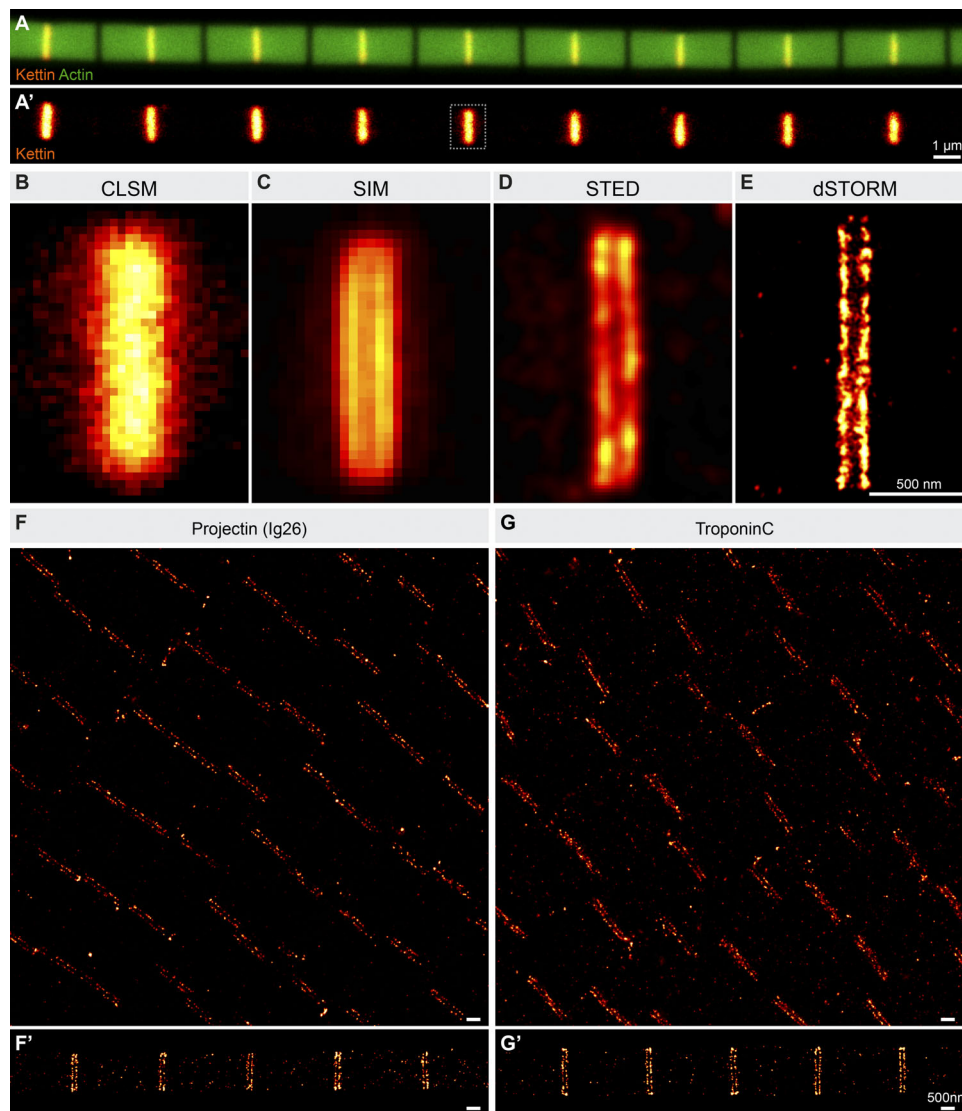 A
Kettin Actin
A'
Kettin
1 µm
B CLSM
C SIM
D STED
E dSTORM
500 nm
F Projectin (Ig26)
G TroponinC
F'
G'
500nm